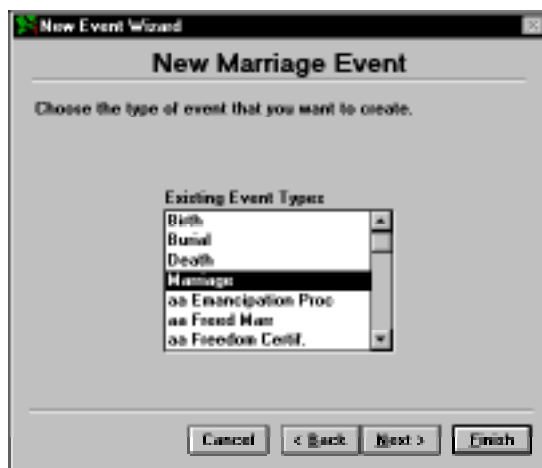 New Event Wizard
New Marriage Event
Choose the type of event that you want to create.
Existing Event Types
Birth
Burial
Death
Marriage
aa Emancipation Proc
aa Freed Marr
aa Freedom Certif.
Cancel < Back Next > Finish